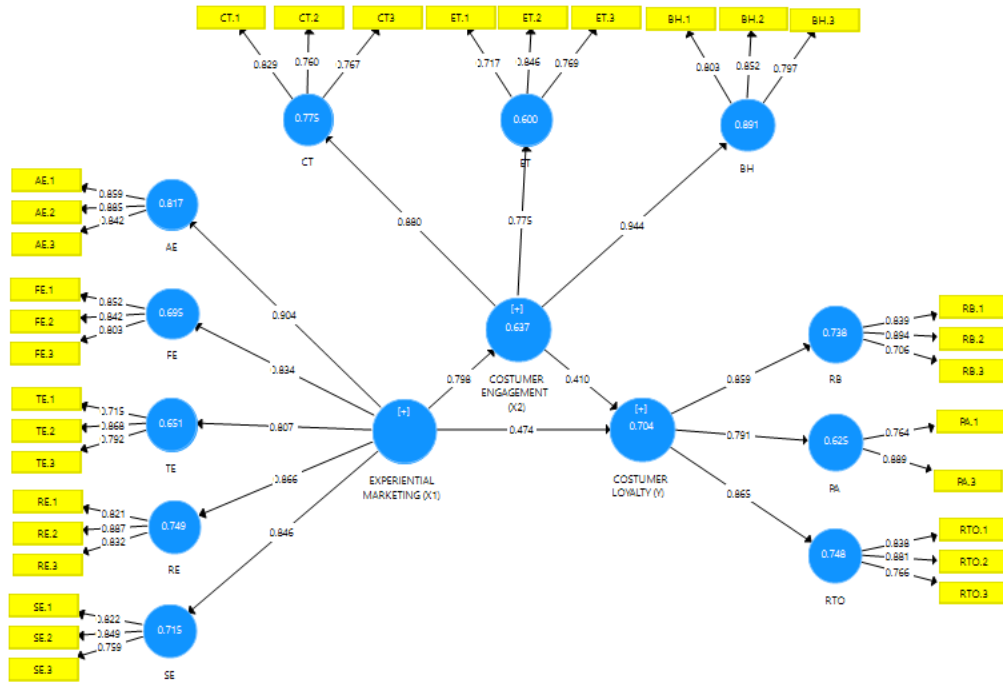 CT.1 CT.2 CT3 ET.1 ET.2 ET.3 BH.1 BH.2 BH.3
0.829 0.760 0.767 0.717 0.846 0.769 0.803 0.852 0.797
0.775 0.600 0.891
CT ET BH
AE.1
AE.2
AE.3
0.859
0.885
0.842
0.817
AE
0.880 0.775 0.944
FE.1
FE.2
FE.3
0.852
0.842
0.803
0.695
FE
0.904
0.834
TE.1
TE.2
TE.3
0.715
0.868
0.792
0.651
TE
0.807
RE.1
RE.2
RE.3
0.821
0.887
0.832
0.749
RE
0.866
SE.1
SE.2
SE.3
0.822
0.849
0.759
0.715
SE
0.846
[+]
EXPERIENTIAL
MARKETING (X1)
0.798
0.474
[+]
0.637
COSTUMER
ENGAGEMENT
(X2)
0.410
[+]
0.704
COSTUMER
LOYALTY (Y)
0.859
0.791
0.865
0.738
RB
0.839
0.894
0.706
RB.1
RB.2
RB.3
0.625
PA
0.764
0.889
PA.1
PA.3
0.748
RTO
0.838
0.881
0.766
RTO.1
RTO.2
RTO.3